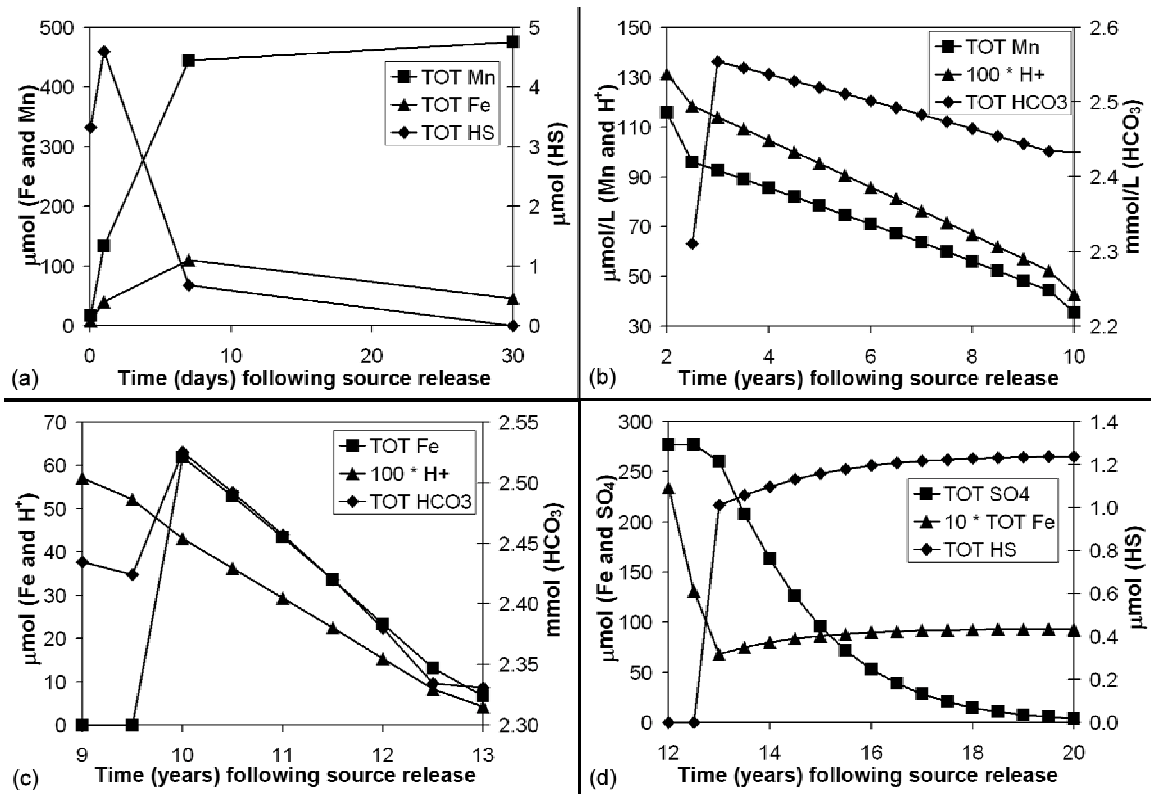 500
400
300
200
100
0
μmol (Fe and Mn)
5
4
3
2
1
0
μmol (HS)
TOT Mn
TOT Fe
TOT HS
0 10 20 30
Time (days) following source release
(a)
150
130
110
90
70
50
30
μmol/L (Mn and H⁺)
2.6
2.5
2.4
2.3
2.2
mmol/L (HCO₃)
TOT Mn
100 * H+
TOT HCO3
2 4 6 8 10
Time (years) following source release
(b)
70
60
50
40
30
20
10
0
μmol (Fe and H⁺)
2.55
2.50
2.45
2.40
2.35
2.30
mmol (HCO₃)
TOT Fe
100 * H+
TOT HCO3
9 10 11 12 13
Time (years) following source release
(c)
300
250
200
150
100
50
0
μmol (Fe and SO₄)
1.4
1.2
1.0
0.8
0.6
0.4
0.2
0.0
μmol (HS)
TOT SO4
10 * TOT Fe
TOT HS
12 14 16 18 20
Time (years) following source release
(d)